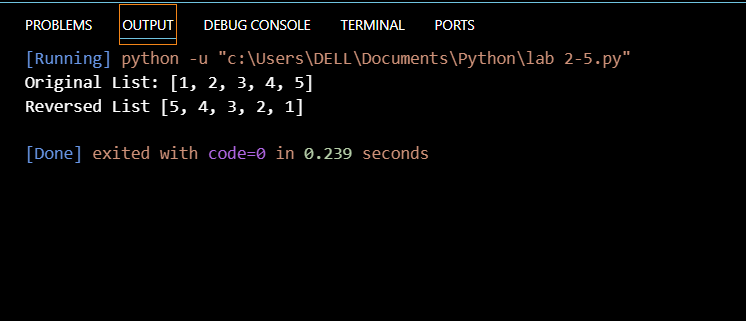 PROBLEMS OUTPUT DEBUG CONSOLE TERMINAL PORTS
[Running] python -u "c:\Users\DELL\Documents\Python\lab 2-5.py"
Original List: [1, 2, 3, 4, 5]
Reversed List [5, 4, 3, 2, 1]
[Done] exited with code=0 in 0.239 seconds